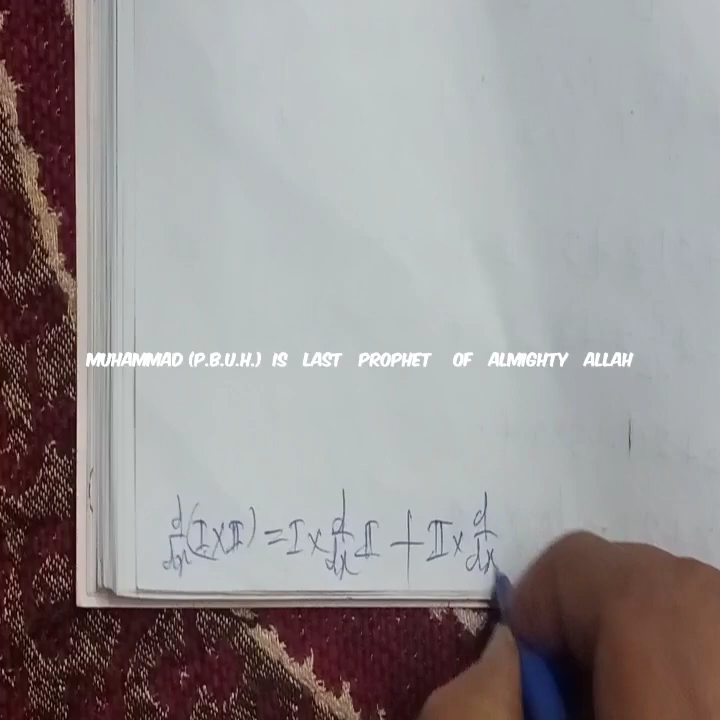 MUHAMMAD (P.B.U.H.) IS LAST PROPHET OF ALMIGHTY ALLAH
d/dx (I × II) = I × d/dx II + II × d/dx